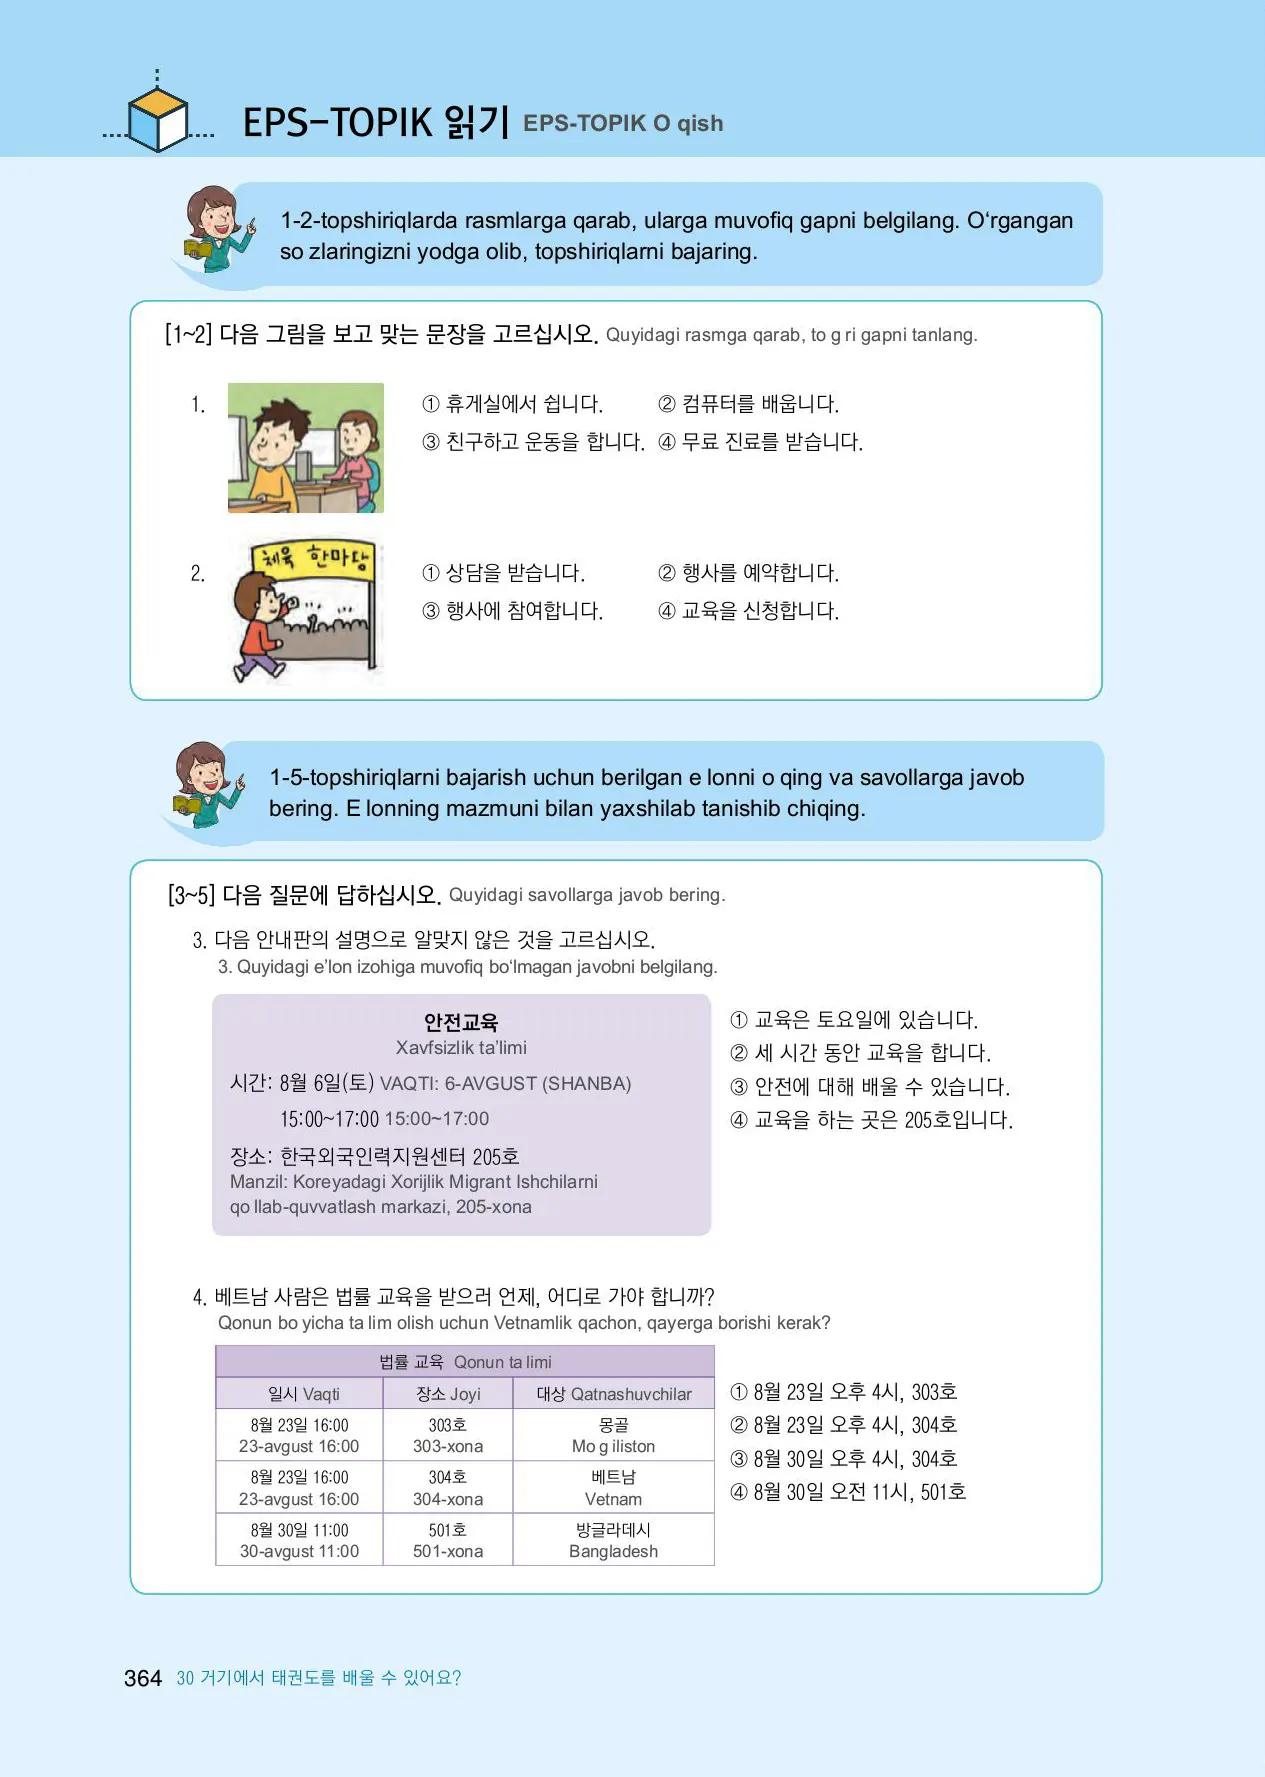 EPS-TOPIK 읽기 EPS-TOPIK O qish
1-2-topshiriqlarda rasmlarga qarab, ularga muvofiq gapni belgilang. O‘rgangan
so zlaringizni yodga olib, topshiriqlarni bajaring.
[1~2] 다음 그림을 보고 맞는 문장을 고르십시오. Quyidagi rasmga qarab, to g ri gapni tanlang.
1. ① 휴게실에서 쉽니다. ② 컴퓨터를 배웁니다.
③ 친구하고 운동을 합니다. ④ 무료 진료를 받습니다.
체육 한마당
2. ① 상담을 받습니다. ② 행사를 예약합니다.
③ 행사에 참여합니다. ④ 교육을 신청합니다.
1-5-topshiriqlarni bajarish uchun berilgan e lonni o qing va savollarga javob
bering. E lonning mazmuni bilan yaxshilab tanishib chiqing.
[3~5] 다음 질문에 답하십시오. Quyidagi savollarga javob bering.
3. 다음 안내판의 설명으로 알맞지 않은 것을 고르십시오.
3. Quyidagi e’lon izohiga muvofiq bo‘lmagan javobni belgilang.
안전교육
Xavfsizlik ta’limi
시간: 8월 6일(토) VAQTI: 6-AVGUST (SHANBA)
15:00~17:00 15:00~17:00
장소: 한국외국인력지원센터 205호
Manzil: Koreyadagi Xorijlik Migrant Ishchilarni
qo llab-quvvatlash markazi, 205-xona
① 교육은 토요일에 있습니다.
② 세 시간 동안 교육을 합니다.
③ 안전에 대해 배울 수 있습니다.
④ 교육을 하는 곳은 205호입니다.
4. 베트남 사람은 법률 교육을 받으러 언제, 어디로 가야 합니까?
Qonun bo yicha ta lim olish uchun Vetnamlik qachon, qayerga borishi kerak?
법률 교육 Qonun ta limi
일시 Vaqti 장소 Joyi 대상 Qatnashuvchilar
8월 23일 16:00 303호 몽골
23-avgust 16:00 303-xona Mo g iliston
8월 23일 16:00 304호 베트남
23-avgust 16:00 304-xona Vetnam
8월 30일 11:00 501호 방글라데시
30-avgust 11:00 501-xona Bangladesh
① 8월 23일 오후 4시, 303호
② 8월 23일 오후 4시, 304호
③ 8월 30일 오후 4시, 304호
④ 8월 30일 오전 11시, 501호
364 30 거기에서 태권도를 배울 수 있어요?